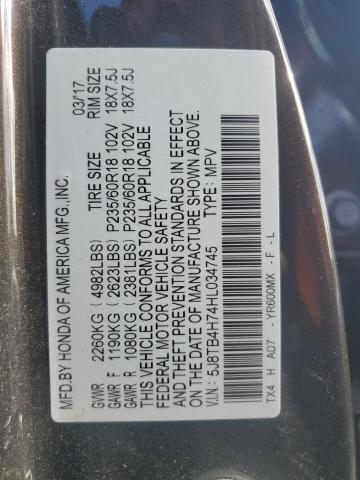 MFD.BY HONDA OF AMERICA MFG.,INC. 03/'17
TIRE SIZE RIM SIZE
GVWR 2260KG (4982LBS)
GAWR F 1190KG (2623LBS) P235/60R18 102V 18X7.5J
GAWR R 1080KG (2381LBS) P235/60R18 102V 18X7.5J
THIS VEHICLE CONFORMS TO ALL APPLICABLE
FEDERAL MOTOR VEHICLE SAFETY
AND THEFT PREVENTION STANDARDS IN EFFECT
ON THE DATE OF MANUFACTURE SHOWN ABOVE.
V.I.N.: 5J8TB4H74HL034745 TYPE: MPV
TX4 H AD7 -YR600MX -F -L